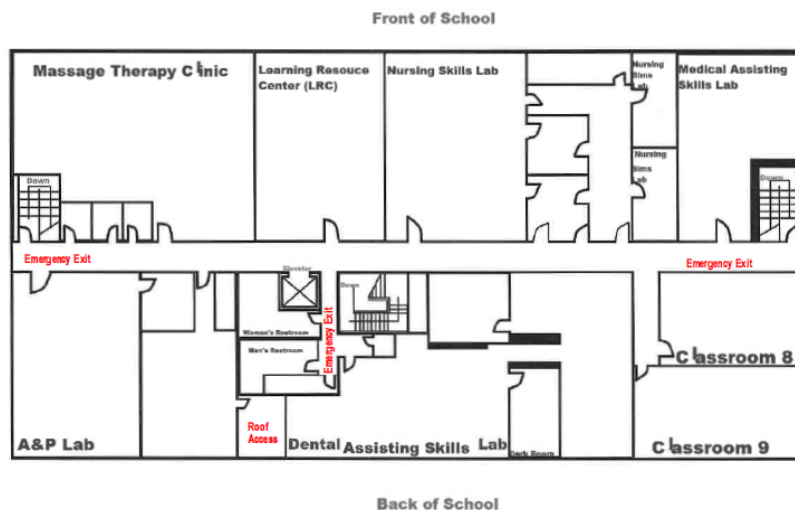 Front of School
Massage Therapy Clinic
Learning Resouce
Center (LRC)
Nursing Skills Lab
Nursing
Sims
Lab
Medical Assisting
Skills Lab
Nursing
Sims
Lab
Down
Down
Emergency Exit
Emergency Exit
Elevator
Down
Emergency Exit
Women's Restroom
Men's Restroom
Classroom 8
Roof
Access
A&P Lab
Dental Assisting Skills Lab
Dark Room
Classroom 9
Back of School